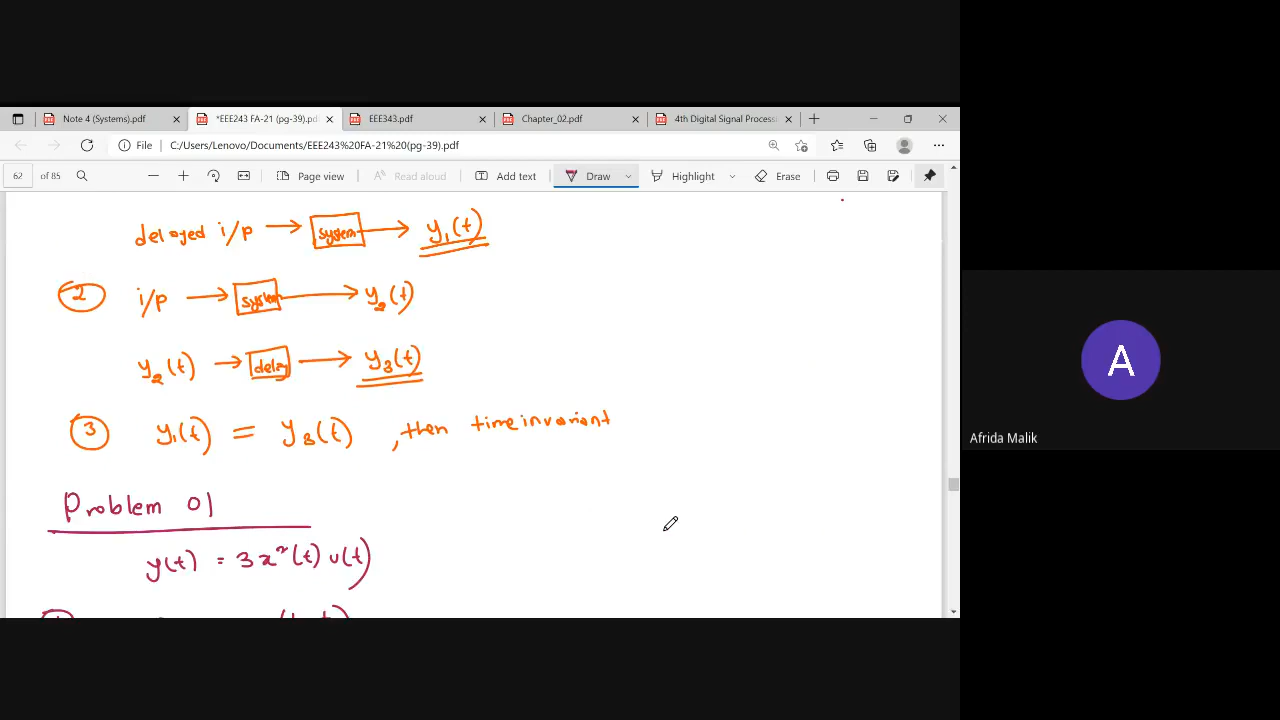 Note 4 (Systems).pdf
*EEE243 FA-21 (pg-39).pd
EEE343.pdf
Chapter_02.pdf
4th Digital Signal Process
File C:/Users/Lenovo/Documents/EEE243%20FA-21%20(pg-39).pdf
62 of 85 Page view Read aloud Add text Draw Highlight Erase
delayed i/p → system → y₁(t)
② i/p → system → y₂(t)
y₂(t) → delay → y₃(t)
③ y₁(t) = y₃(t) , then time invariant
A
Afrida Malik
Problem 01
y(t) = 3x²(t) u(t)